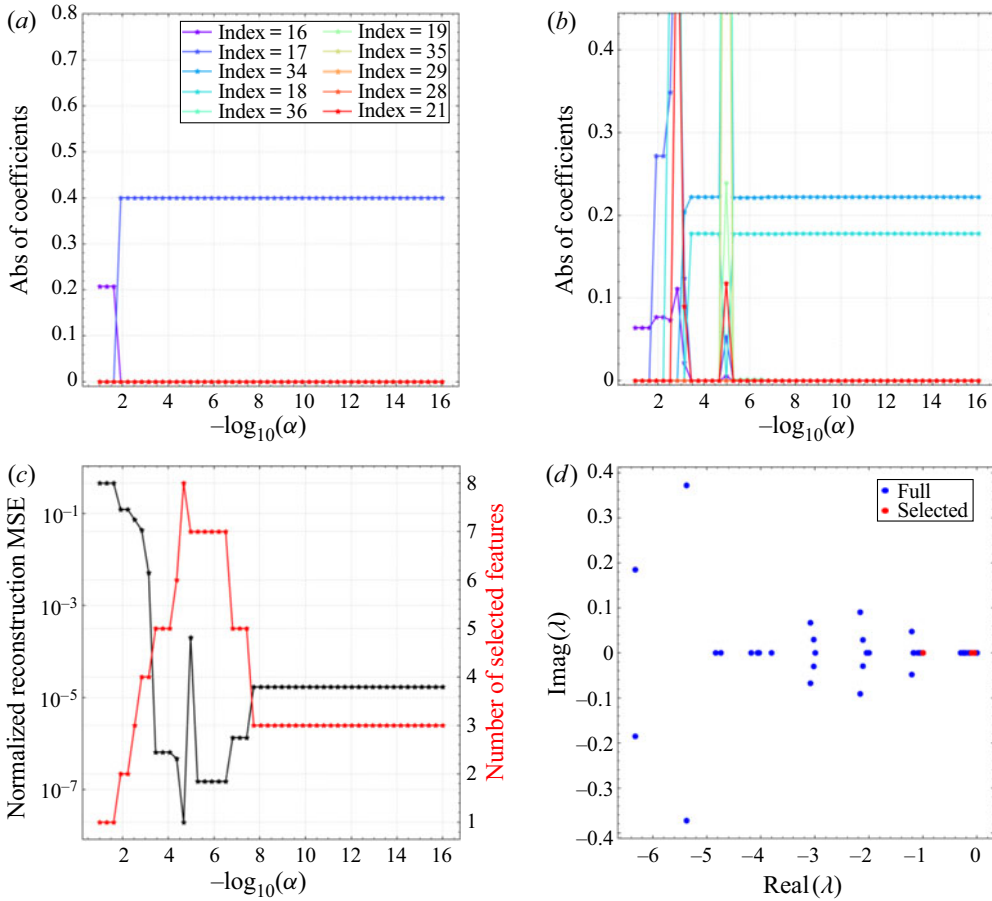 (a)
0.8
0.7
0.6
0.5
0.4
0.3
0.2
0.1
0
Abs of coefficients
Index = 16
Index = 17
Index = 34
Index = 18
Index = 36
Index = 19
Index = 35
Index = 29
Index = 28
Index = 21
2 4 6 8 10 12 14 16
–log10(α)
(b)
0.4
0.3
0.2
0.1
0
Abs of coefficients
2 4 6 8 10 12 14 16
–log10(α)
(c)
10–1
10–3
10–5
10–7
Normalized reconstruction MSE
8
7
6
5
4
3
2
1
Number of selected features
2 4 6 8 10 12 14 16
–log10(α)
(d)
0.4
0.3
0.2
0.1
0
-0.1
-0.2
-0.3
-0.4
Imag(λ)
Full
Selected
–6 –5 –4 –3 –2 –1 0
Real(λ)